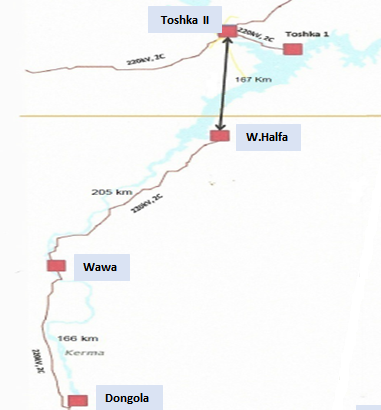 Toshka II
220kV, 2C
Toshka 1
220kV, 2C
167 Km
W.Halfa
205 km
220kV, 2C
Wawa
166 km
Kerma
220kV, 2C
Dongola